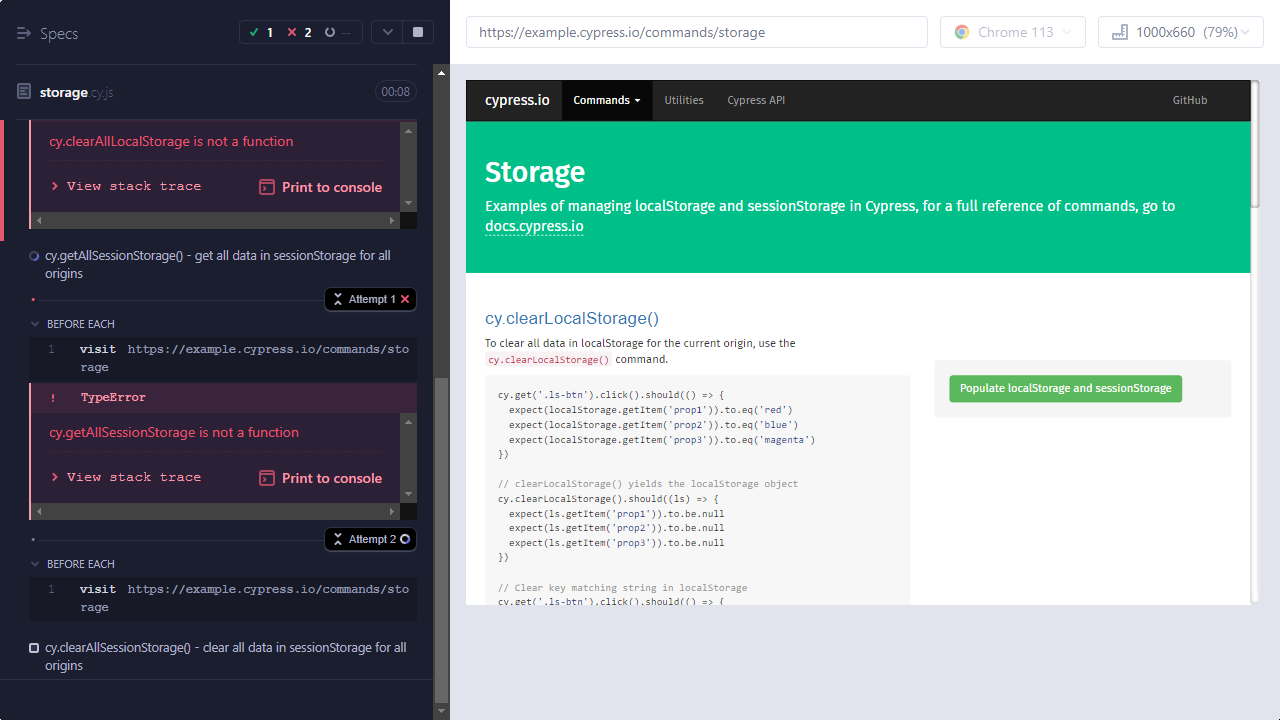 Specs
1
2
--
https://example.cypress.io/commands/storage
Chrome 113
1000x660 (79%)
storage.cy.js
00:08
cy.clearAllLocalStorage is not a function
View stack trace
Print to console
cy.getAllSessionStorage() - get all data in sessionStorage for all
origins
Attempt 1
BEFORE EACH
1 visit https://example.cypress.io/commands/sto
rage
! TypeError
cy.getAllSessionStorage is not a function
View stack trace
Print to console
Attempt 2
BEFORE EACH
1 visit https://example.cypress.io/commands/sto
rage
cy.clearAllSessionStorage() - clear all data in sessionStorage for all
origins
cypress.io
Commands
Utilities
Cypress API
GitHub
Storage
Examples of managing localStorage and sessionStorage in Cypress, for a full reference of commands, go to
docs.cypress.io
cy.clearLocalStorage()
To clear all data in localStorage for the current origin, use the
cy.clearLocalStorage() command.
cy.get('.ls-btn').click().should(() => {
expect(localStorage.getItem('prop1')).to.eq('red')
expect(localStorage.getItem('prop2')).to.eq('blue')
expect(localStorage.getItem('prop3')).to.eq('magenta')
})
// clearLocalStorage() yields the localStorage object
cy.clearLocalStorage().should((ls) => {
expect(ls.getItem('prop1')).to.be.null
expect(ls.getItem('prop2')).to.be.null
expect(ls.getItem('prop3')).to.be.null
})
// Clear key matching string in localStorage
cy.get('.ls-btn').click().should(() => {
Populate localStorage and sessionStorage